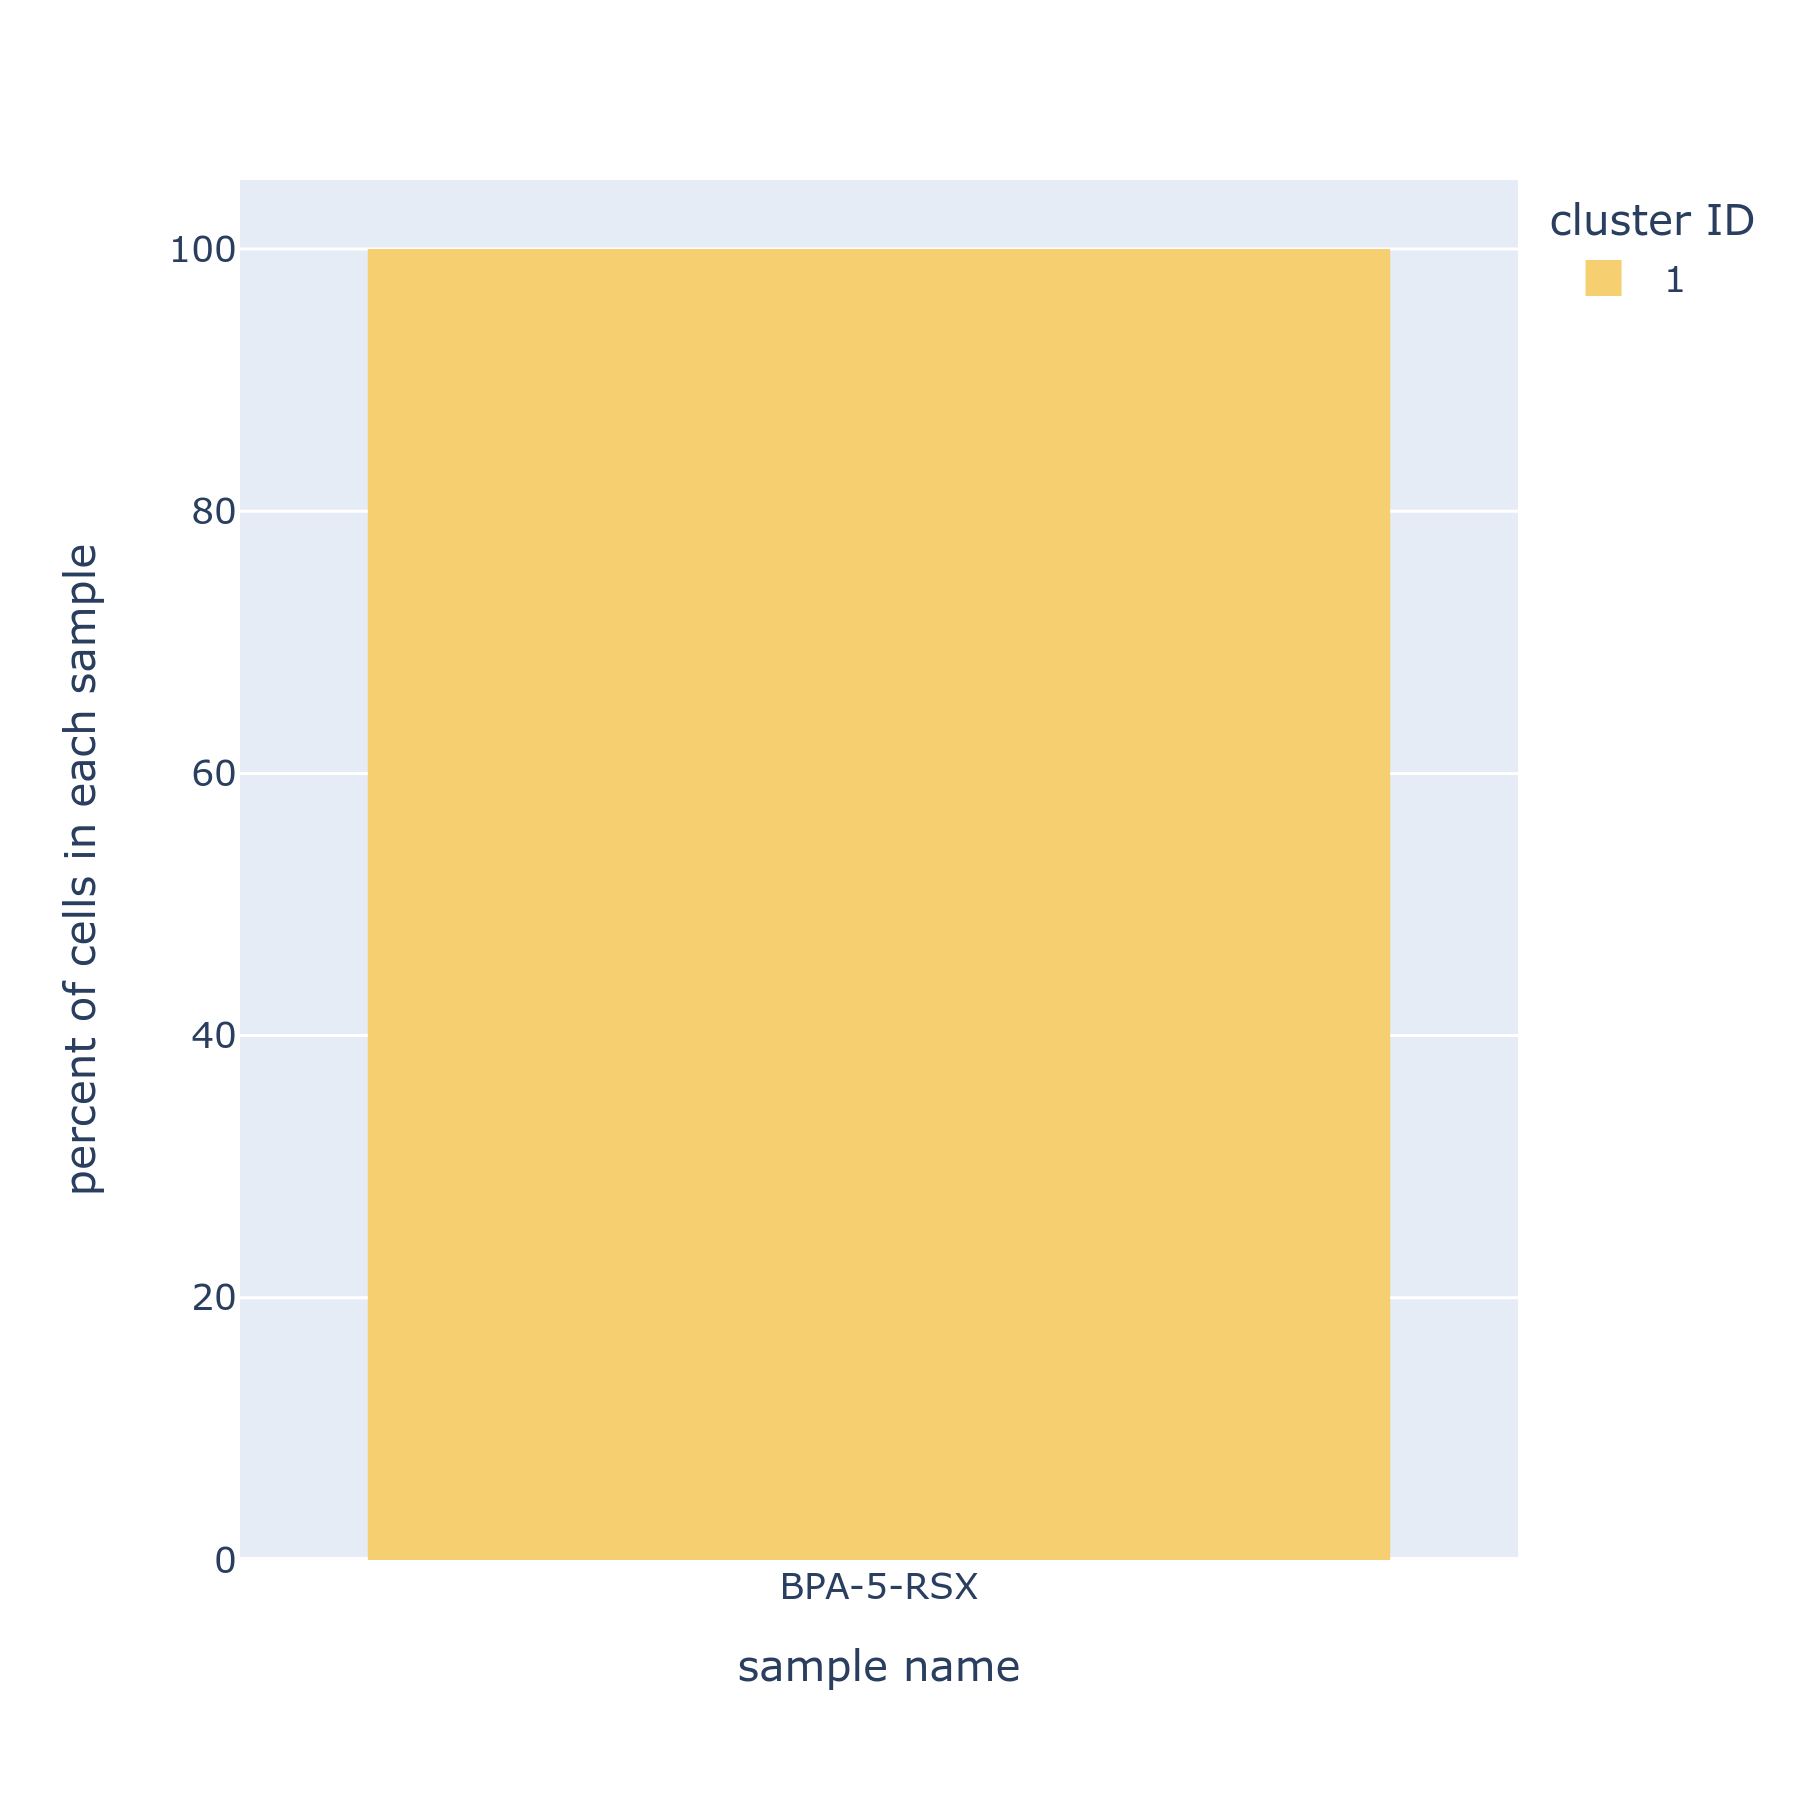 cluster ID
1
100
80
60
40
20
0
percent of cells in each sample
BPA-5-RSX
sample name